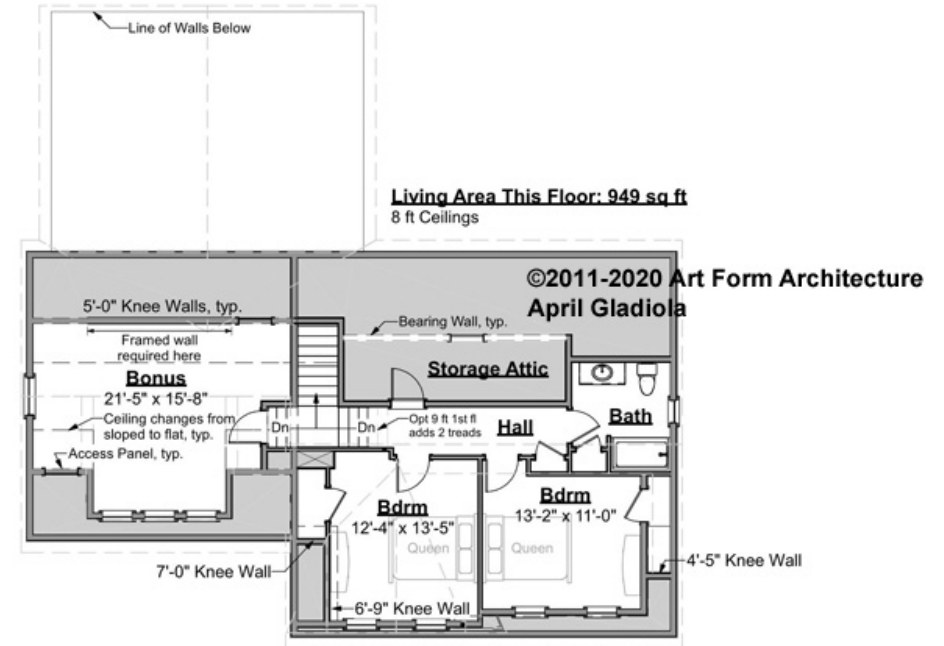 Line of Walls Below
Living Area This Floor: 949 sq ft
8 ft Ceilings
©2011-2020 Art Form Architecture
April Gladiola
5'-0" Knee Walls, typ.
Framed wall
required here
Bonus
21'-5" x 15'-8"
Ceiling changes from
sloped to flat, typ.
Access Panel, typ.
Bearing Wall, typ.
Storage Attic
Dn
Dn
Opt 9 ft 1st fl
adds 2 treads
Hall
Bath
Bdrm
12'-4" x 13'-5"
Queen
Bdrm
13'-2" x 11'-0"
Queen
7'-0" Knee Wall
6'-9" Knee Wall
4'-5" Knee Wall